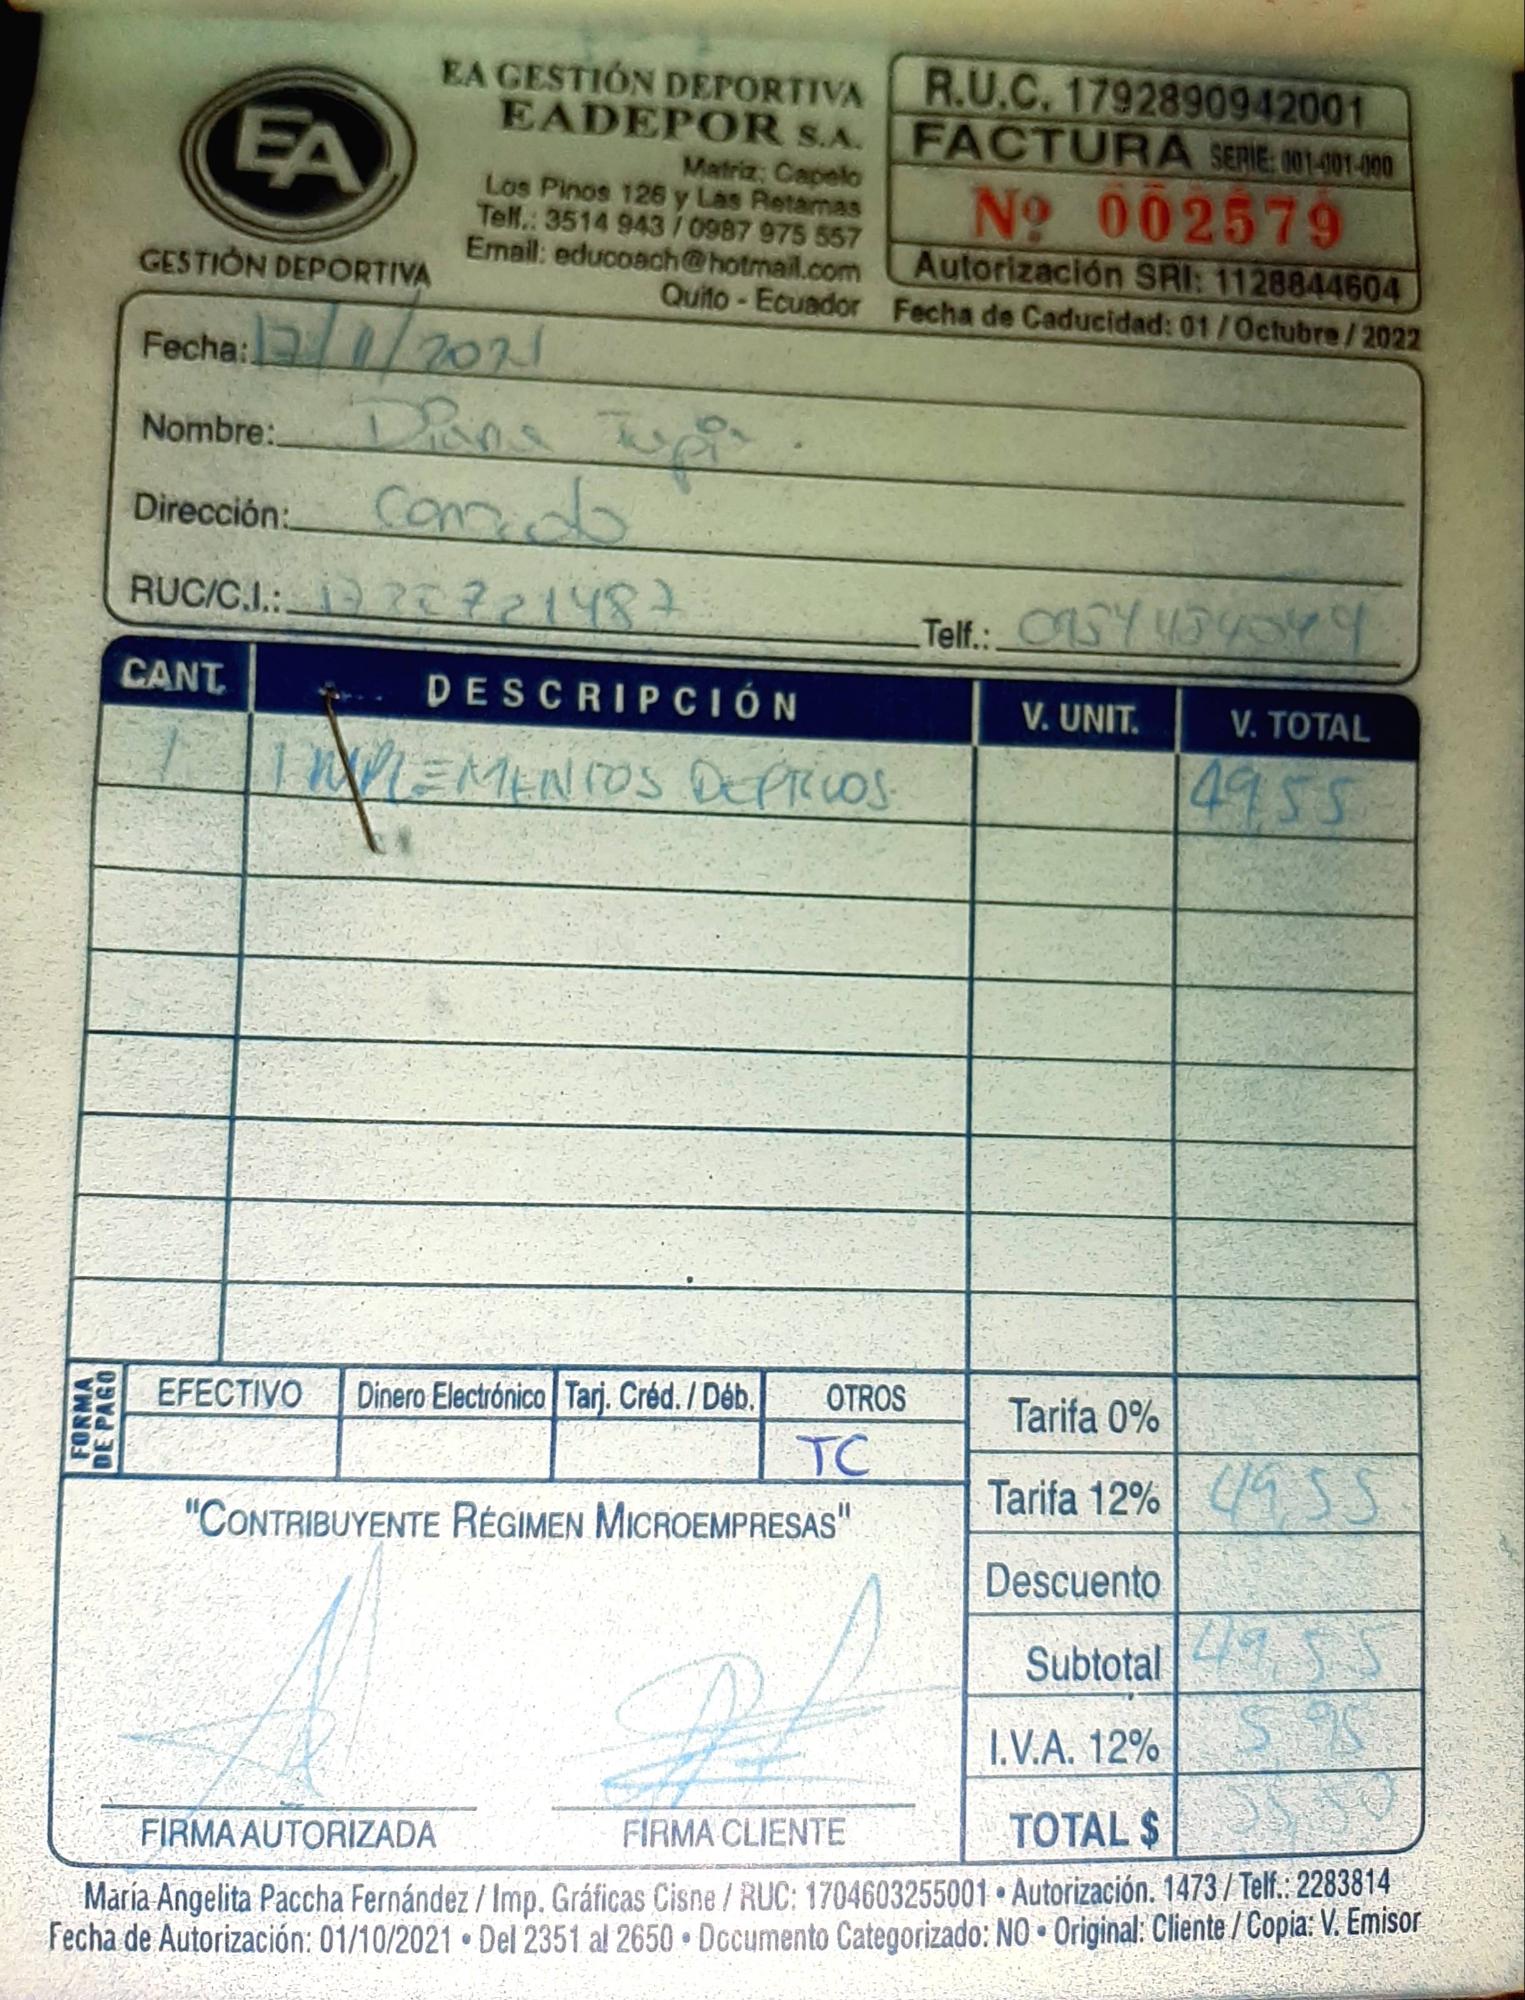 EA
GESTIÓN DEPORTIVA
EA GESTIÓN DEPORTIVA
EADEPOR S.A.
Matriz: Capelo
Los Pinos 126 y Las Retamas
Telf.: 3514 943 / 0987 975 557
Email: educoach@hotmail.com
Quito - Ecuador
R.U.C. 1792890942001
FACTURA SERIE: 001-001-000
Nº 002579
Autorización SRI: 1128844604
Fecha de Caducidad: 01 / Octubre / 2022
Fecha: 17/11/2021
Nombre: Diana
Dirección:
RUC/C.I.:
Telf.:
CANT. DESCRIPCIÓN V. UNIT. V. TOTAL
1 IMPLEMENTOS 49,55
FORMA DE PAGO
EFECTIVO Dinero Electrónico Tarj. Créd. / Déb. OTROS
TC
Tarifa 0%
Tarifa 12% 49,55
Descuento
Subtotal 49,55
I.V.A. 12% 5,95
TOTAL $ 55,50
"CONTRIBUYENTE RÉGIMEN MICROEMPRESAS"
FIRMA AUTORIZADA FIRMA CLIENTE
María Angelita Paccha Fernández / Imp. Gráficas Cisne / RUC: 1704603255001 • Autorización. 1473 / Telf.: 2283814
Fecha de Autorización: 01/10/2021 • Del 2351 al 2650 • Documento Categorizado: NO • Original: Cliente / Copia: V. Emisor